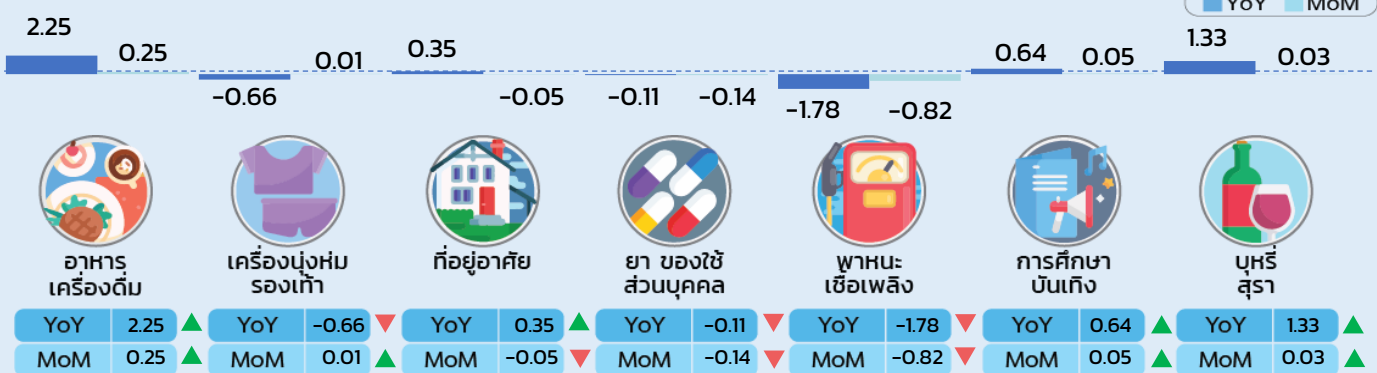 YoY MoM
2.25 0.25 0.01 0.35 0.64 0.05 1.33 0.03
-0.66 -0.05 -0.11 -0.14 -1.78 -0.82
อาหาร เครื่องนุ่งห่ม ที่อยู่อาศัย ยา ของใช้ พาหนะ การศึกษา บุหรี่
เครื่องดื่ม รองเท้า ส่วนบุคคล เชื้อเพลิง บันเทิง สุรา
YoY 2.25 ▲ YoY -0.66 ▼ YoY 0.35 ▲ YoY -0.11 ▼ YoY -1.78 ▼ YoY 0.64 ▲ YoY 1.33 ▲
MoM 0.25 ▲ MoM 0.01 ▲ MoM -0.05 ▼ MoM -0.14 ▼ MoM -0.82 ▼ MoM 0.05 ▲ MoM 0.03 ▲